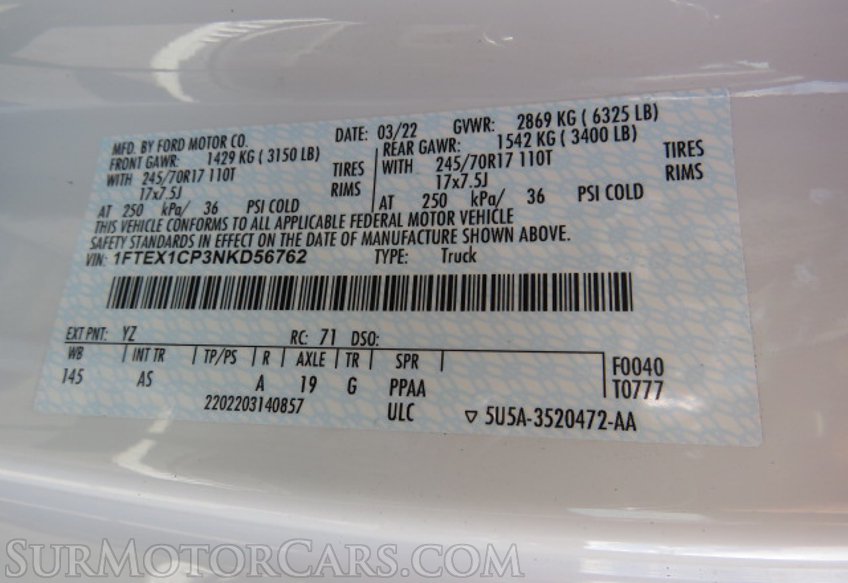 MFD. BY FORD MOTOR CO. DATE: 03/22 GVWR: 2869 KG ( 6325 LB)
FRONT GAWR: 1429 KG ( 3150 LB) REAR GAWR: 1542 KG ( 3400 LB)
WITH 245/70R17 110T TIRES WITH 245/70R17 110T TIRES
17x7.5J RIMS 17x7.5J RIMS
AT 250 kPa/ 36 PSI COLD AT 250 kPa/ 36 PSI COLD
THIS VEHICLE CONFORMS TO ALL APPLICABLE FEDERAL MOTOR VEHICLE
SAFETY STANDARDS IN EFFECT ON THE DATE OF MANUFACTURE SHOWN ABOVE.
VIN: 1FTEX1CP3NKD56762 TYPE: Truck
EXT PNT: YZ RC: 71 DSO:
WB INT TR TP/PS R AXLE TR SPR F0040
145 AS A 19 G PPAA T0777
2202203140857 ULC ▽ 5U5A-3520472-AA
SURMOTORCARS.COM